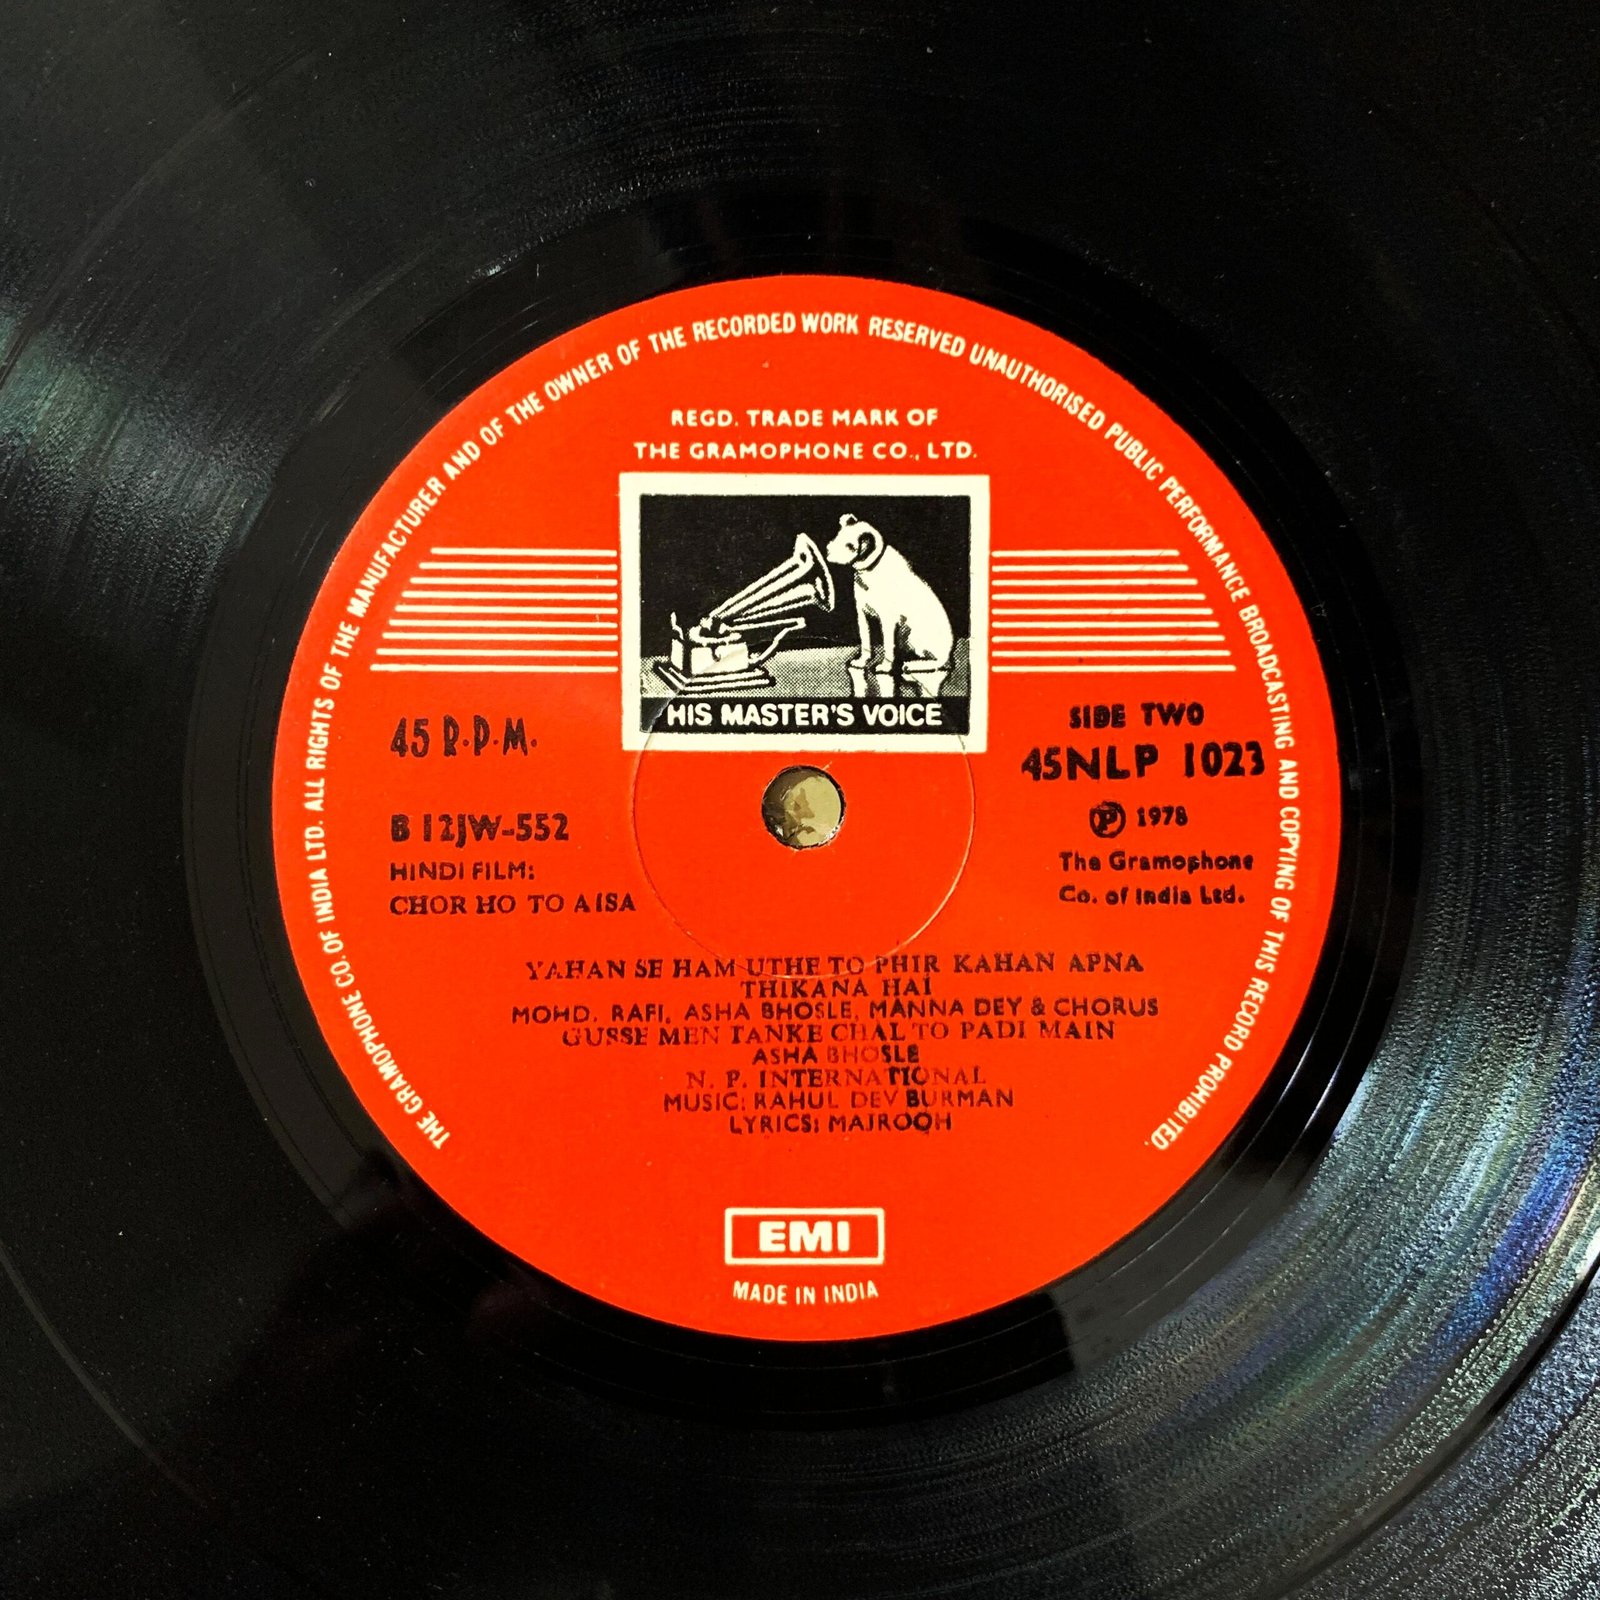 THE GRAMOPHONE CO. OF INDIA LTD. ALL RIGHTS OF THE MANUFACTURER AND OF THE OWNER OF THE RECORDED WORK RESERVED UNAUTHORISED PUBLIC PERFORMANCE BROADCASTING AND COPYING OF THIS RECORD PROHIBITED.
REGD. TRADE MARK OF
THE GRAMOPHONE CO., LTD.
HIS MASTER'S VOICE
45 R.P.M.
SIDE TWO
45NLP 1023
B 12JW-552
HINDI FILM:
CHOR HO TO AISA
Ⓟ 1978
The Gramophone
Co. of India Ltd.
YAHAN SE HAM UTHE TO PHIR KAHAN APNA
THIKANA HAI
MOHD. RAFI, ASHA BHOSLE, MANNA DEY & CHORUS
GUSSE MEN TANKE CHAL TO PADI MAIN
ASHA BHOSLE
N. P. INTERNATIONAL
MUSIC: RAHUL DEV BURMAN
LYRICS: MAJROOH
EMI
MADE IN INDIA